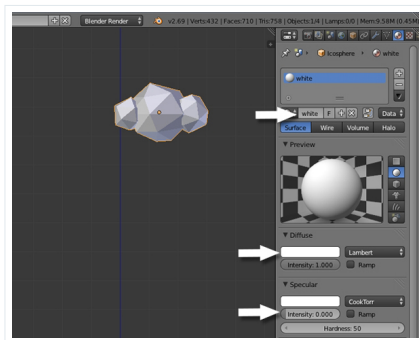 Blender Render
v2.69 | Verts:432 | Faces:710 | Tris:758 | Objects:1/4 | Lamps:0/0 | Mem:9.58M (0.45M)
Icosphere
white
white
white F Data
Surface Wire Volume Halo
Preview
Diffuse
Lambert
Intensity: 1.000 Ramp
Specular
CookTorr
Intensity: 0.000 Ramp
Hardness: 50